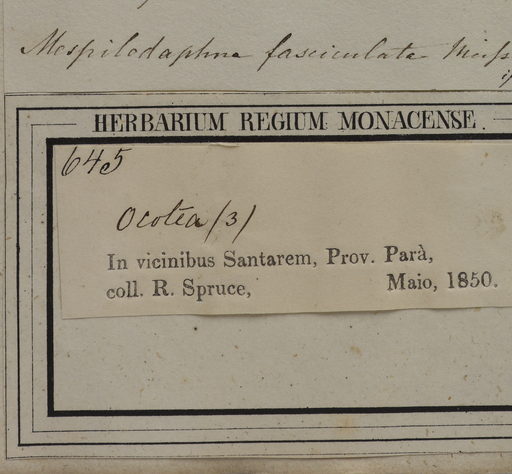 Mespilodaphne fasciculata
HERBARIUM REGIUM MONACENSE.
645
Ocotea (3)
In vicinibus Santarem, Prov. Parà,
coll. R. Spruce, Maio, 1850.